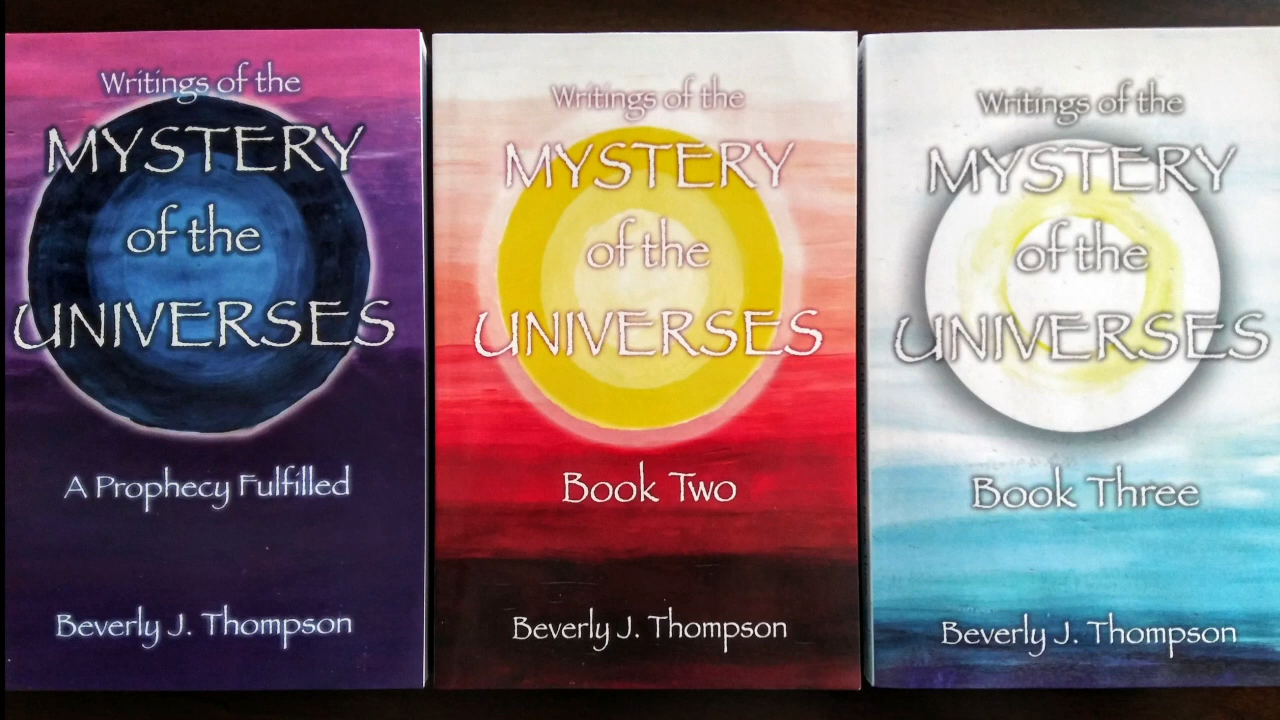 Writings of the
MYSTERY
of the
UNIVERSES
A Prophecy Fulfilled
Beverly J. Thompson
Writings of the
MYSTERY
of the
UNIVERSES
Book Two
Beverly J. Thompson
Writings of the
MYSTERY
of the
UNIVERSES
Book Three
Beverly J. Thompson